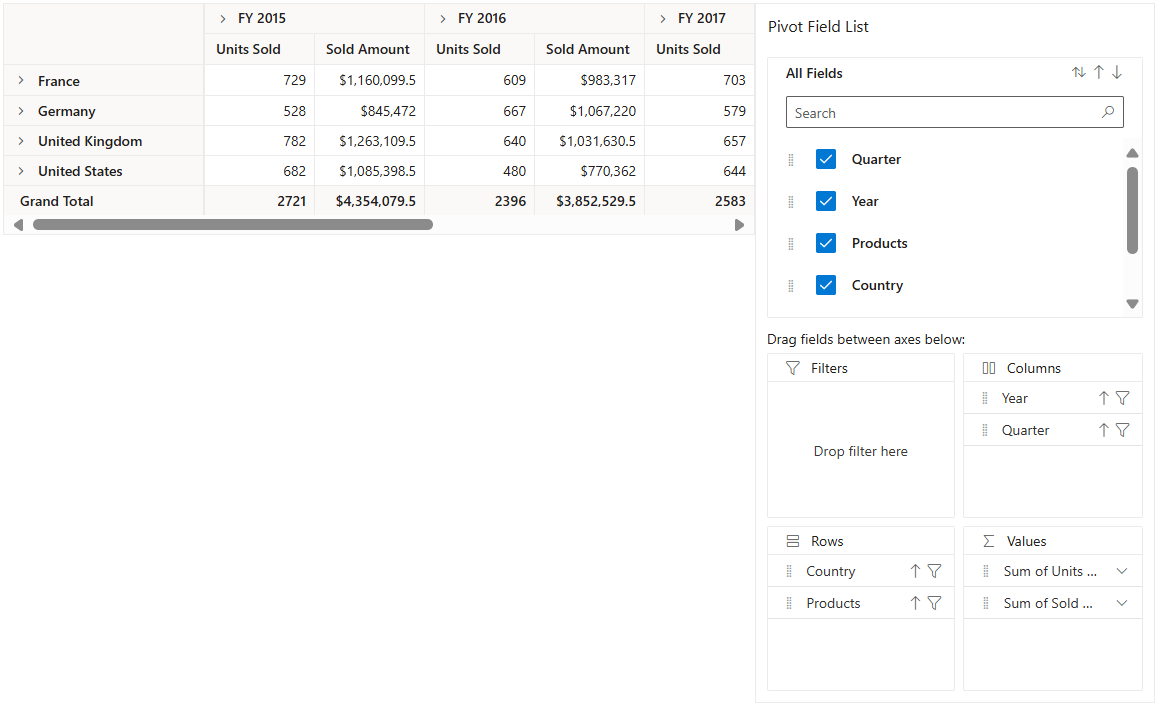 FY 2015 FY 2016 FY 2017
Units Sold Sold Amount Units Sold Sold Amount Units Sold
France 729 $1,160,099.5 609 $983,317 703
Germany 528 $845,472 667 $1,067,220 579
United Kingdom 782 $1,263,109.5 640 $1,031,630.5 657
United States 682 $1,085,398.5 480 $770,362 644
Grand Total 2721 $4,354,079.5 2396 $3,852,529.5 2583
Pivot Field List
All Fields
Search
Quarter
Year
Products
Country
Drag fields between axes below:
Filters
Drop filter here
Columns
Year
Quarter
Rows
Country
Products
Values
Sum of Units ...
Sum of Sold ...